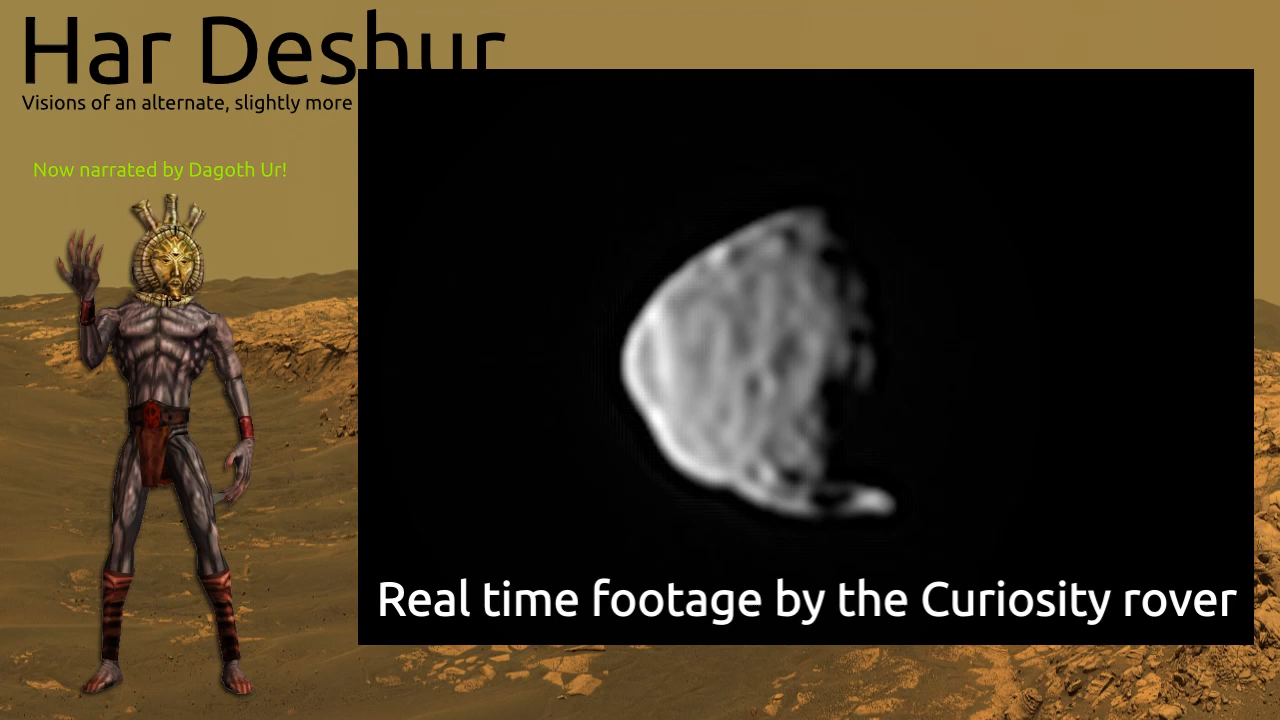 Har Deshur
Visions of an alternate, slightly more
Now narrated by Dagoth Ur!
Real time footage by the Curiosity rover